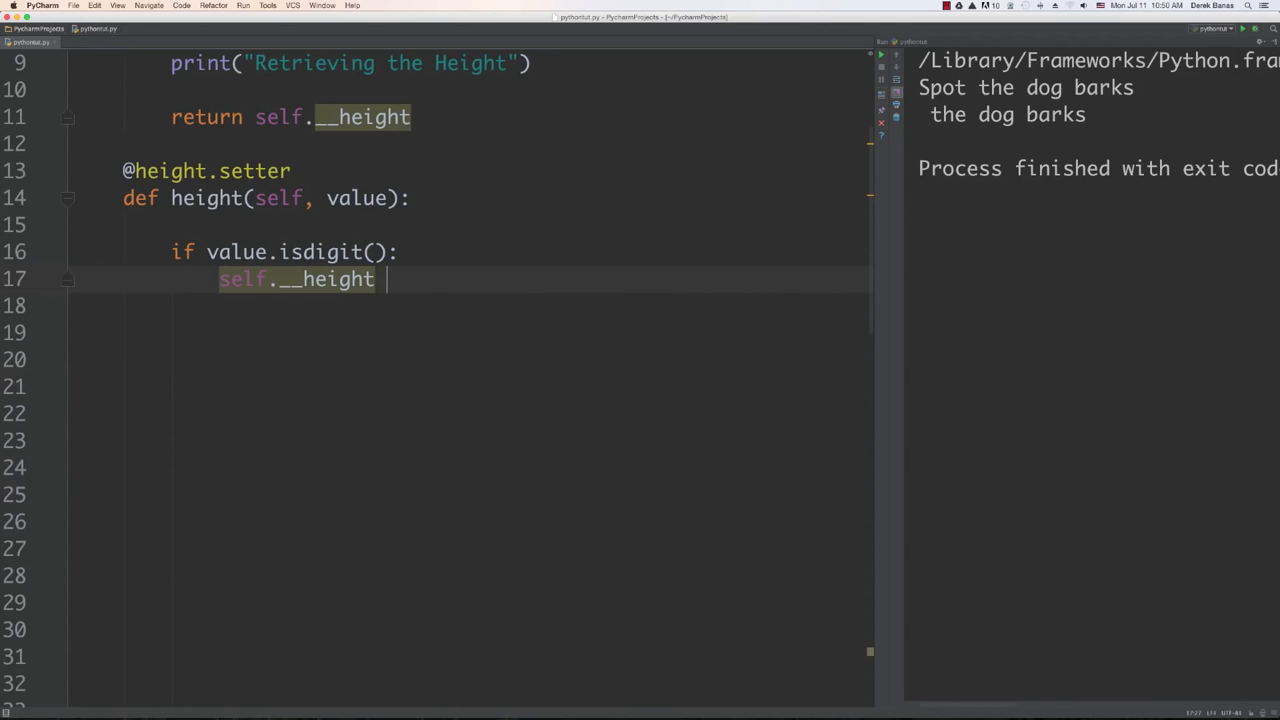 PyCharm File Edit View Navigate Code Refactor Run Tools VCS Window Help
10 Mon Jul 11 10:50 AM Derek Banas
pythontut.py - PycharmProjects - [~/PycharmProjects]
PycharmProjects pythontut.py
pythontut
pythontut.py
Run: pythontut
9 print("Retrieving the Height")
10
11 return self.__height
12
13 @height.setter
14 def height(self, value):
15
16 if value.isdigit():
17 self.__height
18
19
20
21
22
23
24
25
26
27
28
29
30
31
32
/Library/Frameworks/Python.fra
Spot the dog barks
the dog barks
Process finished with exit cod
17:27 LF‡ UTF-8‡